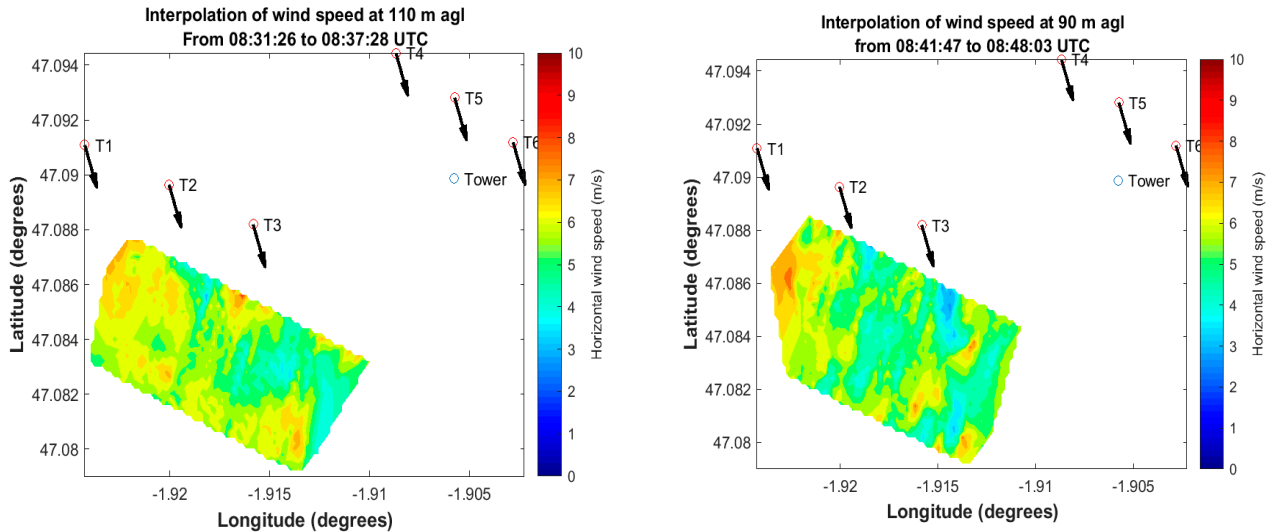 Interpolation of wind speed at 110 m agl
From 08:31:26 to 08:37:28 UTC
T4
T5
T6
T1
T2
T3
Tower
47.094
47.092
47.09
47.088
47.086
47.084
47.082
47.08
Latitude (degrees)
-1.92
-1.915
-1.91
-1.905
Longitude (degrees)
10
9
8
7
6
5
4
3
2
1
0
Horizontal wind speed (m/s)
Interpolation of wind speed at 90 m agl
from 08:41:47 to 08:48:03 UTC
T4
T5
T6
T1
T2
T3
Tower
47.094
47.092
47.09
47.088
47.086
47.084
47.082
47.08
Latitude (degrees)
-1.92
-1.915
-1.91
-1.905
Longitude (degrees)
10
9
8
7
6
5
4
3
2
1
0
Horizontal wind speed (m/s)